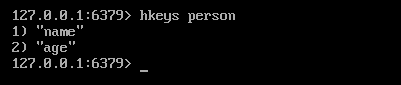 127.0.0.1:6379> hkeys person
1) "name"
2) "age"
127.0.0.1:6379> _